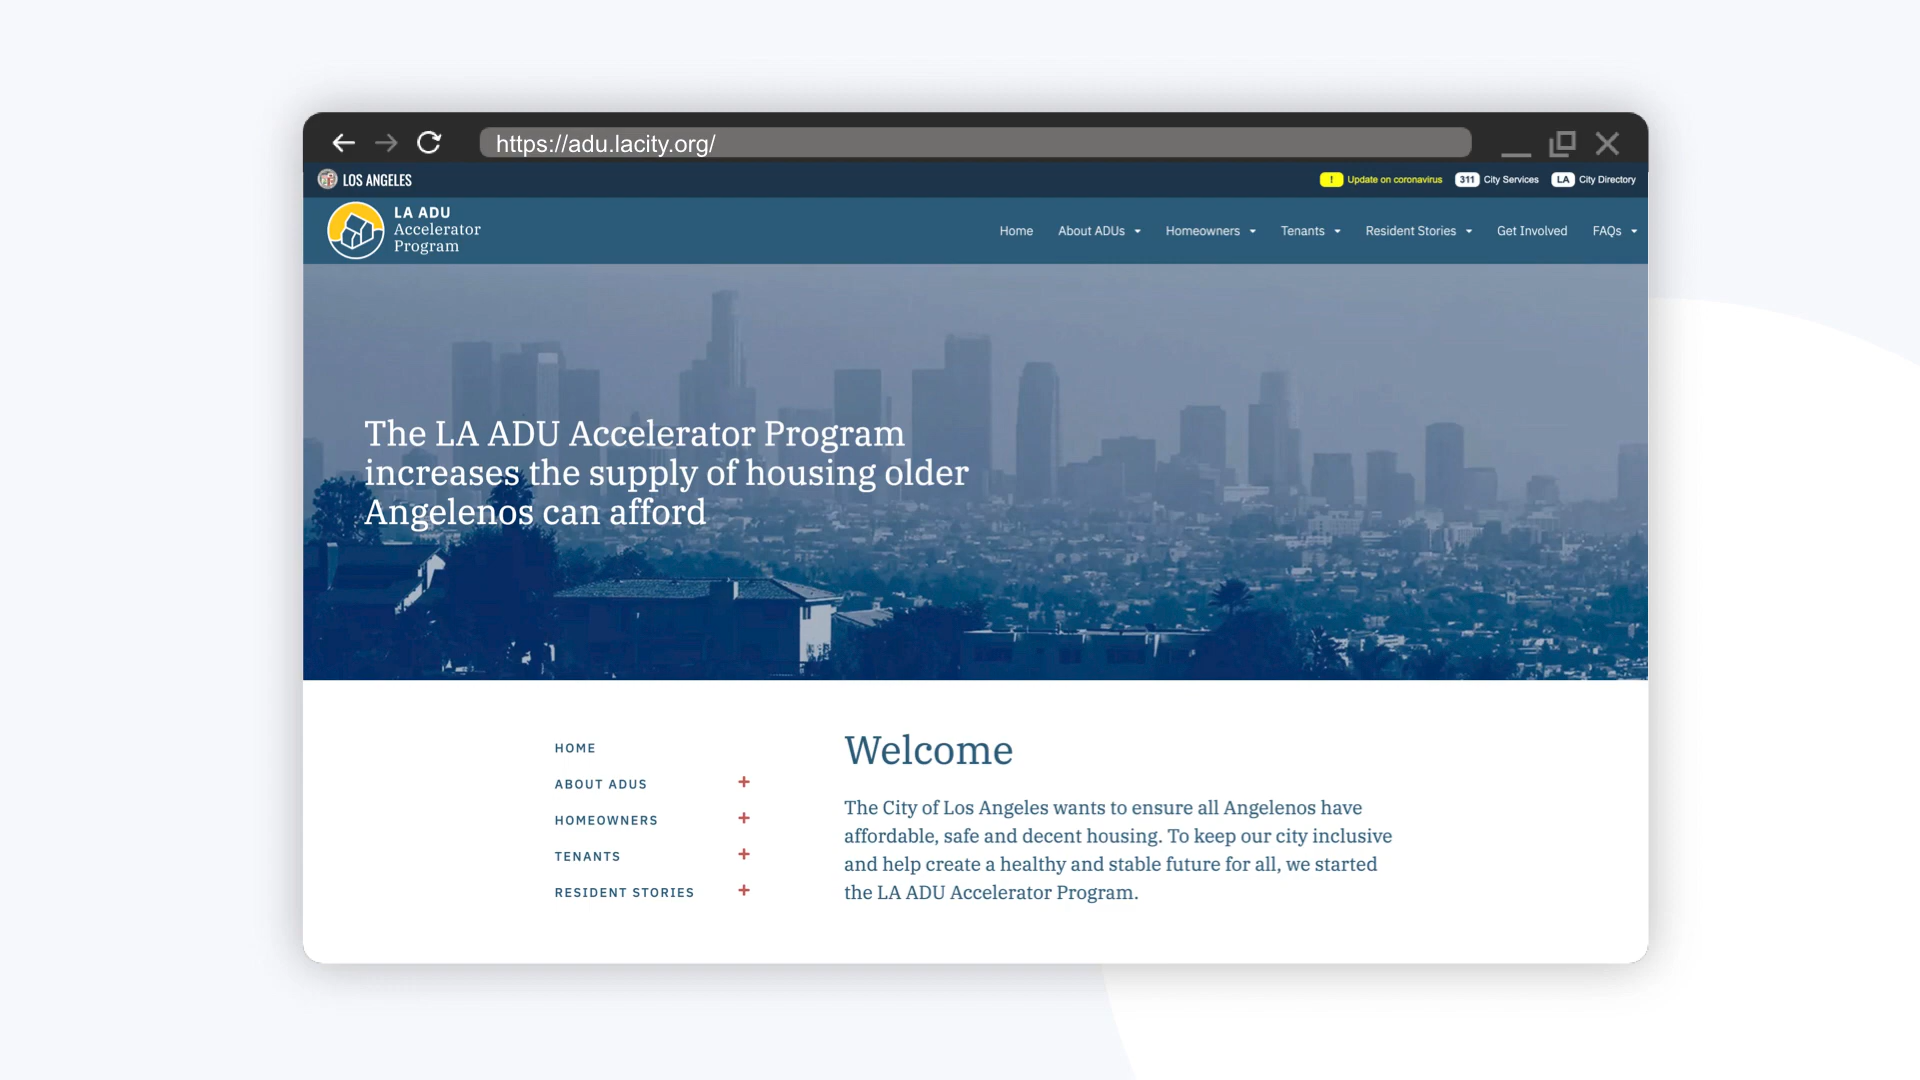 https://adu.lacity.org/
LOS ANGELES
! Update on coronavirus 311 City Services LA City Directory
LA ADU
Accelerator
Program
Home About ADUs Homeowners Tenants Resident Stories Get Involved FAQs
The LA ADU Accelerator Program
increases the supply of housing older
Angelenos can afford
HOME
ABOUT ADUS
HOMEOWNERS
TENANTS
RESIDENT STORIES
Welcome
The City of Los Angeles wants to ensure all Angelenos have
affordable, safe and decent housing. To keep our city inclusive
and help create a healthy and stable future for all, we started
the LA ADU Accelerator Program.